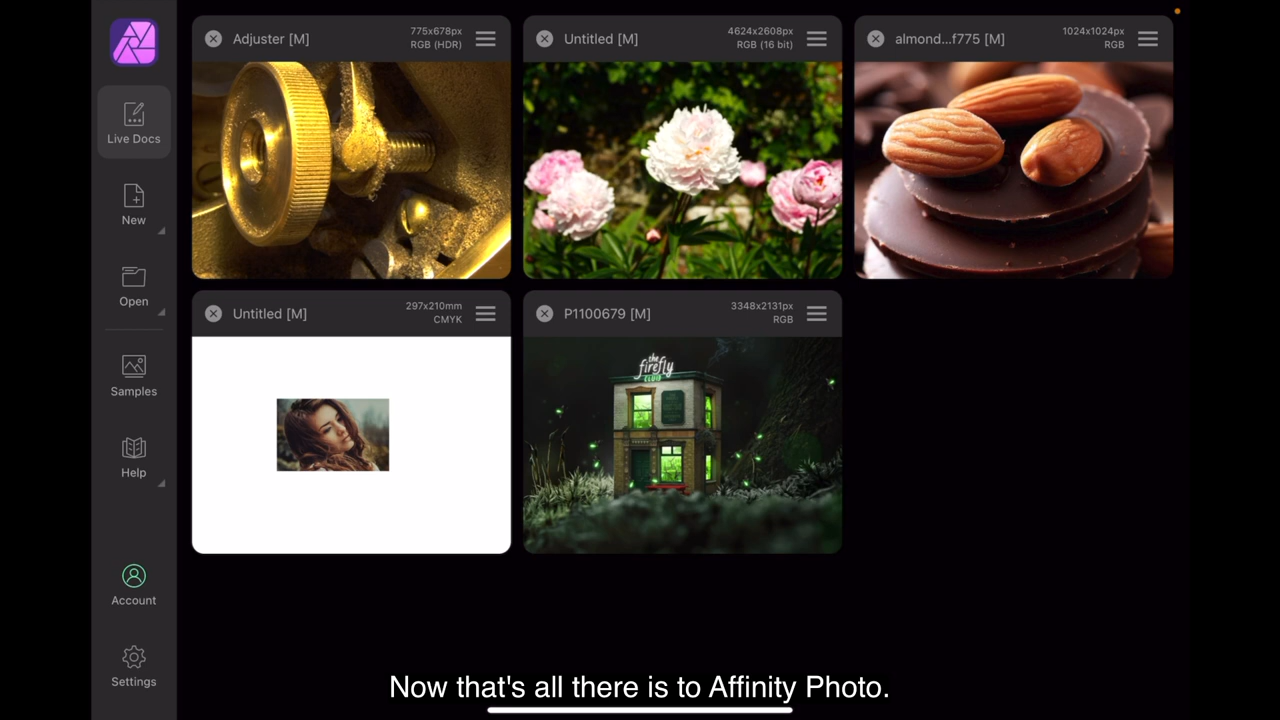 Live Docs
New
Open
Samples
Help
Account
Settings
Adjuster [M]
775x678px
RGB (HDR)
Untitled [M]
4624x2608px
RGB (16 bit)
almond...f775 [M]
1024x1024px
RGB
Untitled [M]
297x210mm
CMYK
P1100679 [M]
3348x2131px
RGB
the
firefly
CLUB
Now that's all there is to Affinity Photo.